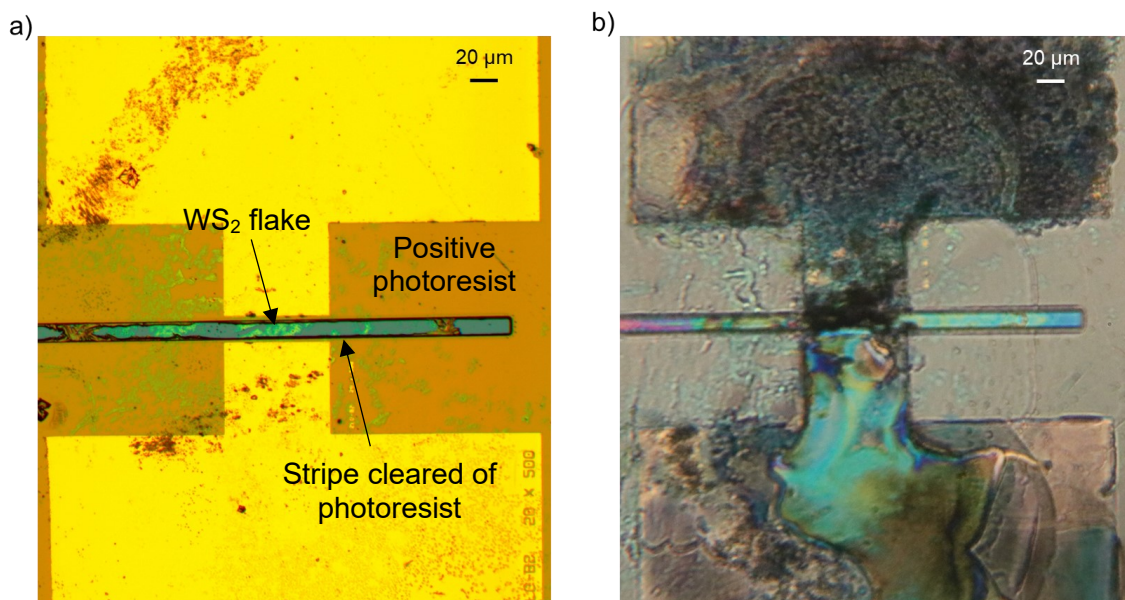 a)
20 µm
WS₂ flake
Positive
photoresist
Stripe cleared of
photoresist
b)
20 µm